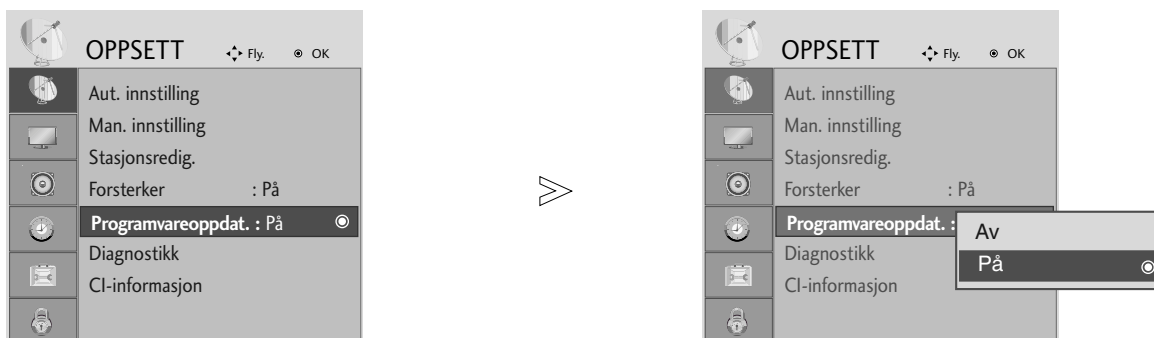 OPPSETT Fly. OK
Aut. innstilling
Man. innstilling
Stasjonsredig.
Forsterker : På
Programvareoppdat. : På
Diagnostikk
CI-informasjon
OPPSETT Fly. OK
Aut. innstilling
Man. innstilling
Stasjonsredig.
Forsterker : På
Programvareoppdat. :
Diagnostikk
CI-informasjon
Av
På